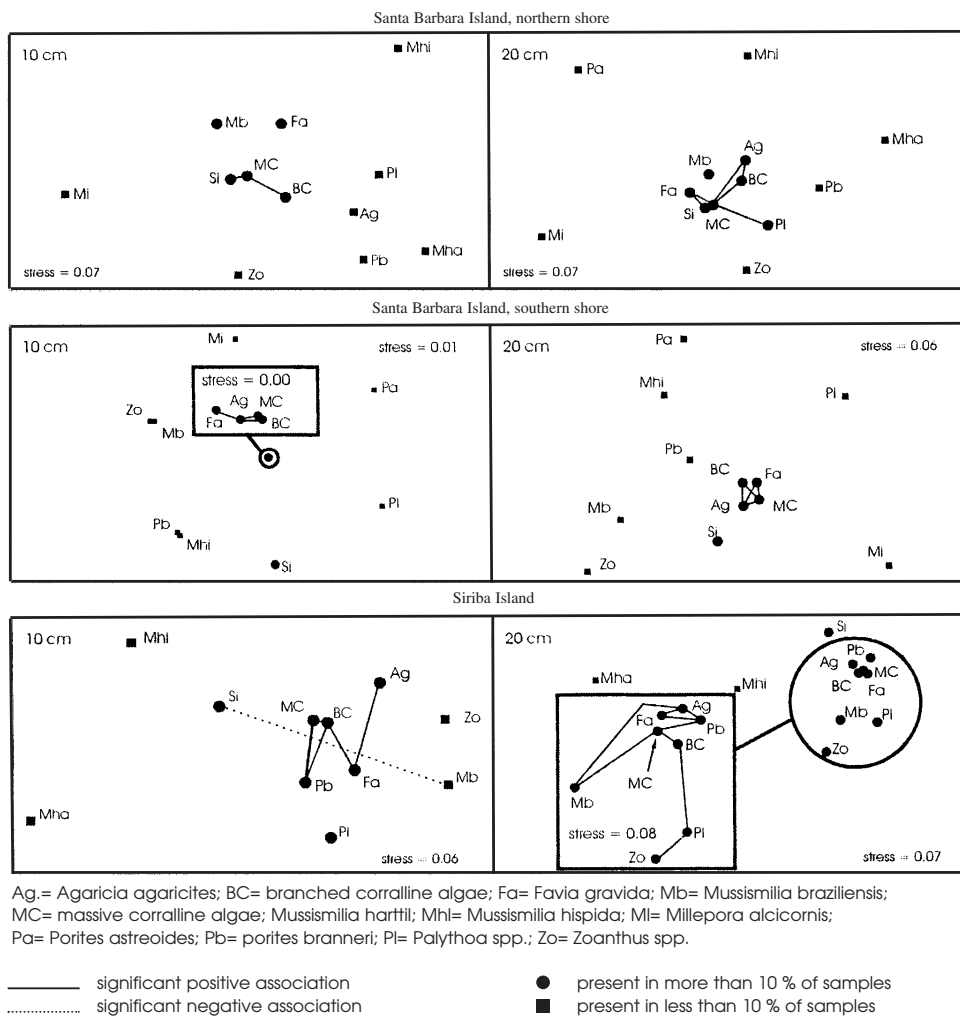 Santa Barbara Island, northern shore
10 cm
Mhi
Mb
Fa
MC
Si
BC
Pl
Mi
Ag
Mha
Pb
Zo
stress = 0.07
20 cm
Mhi
Pa
Mha
Ag
Mb
BC
Pb
Fa
Si
MC
Pl
Mi
Zo
stress = 0.07
Santa Barbara Island, southern shore
10 cm
Mi
stress = 0.01
stress = 0.00
Pa
Ag
MC
Fa
BC
Zo
Mb
Pl
Pb
Mhi
Si
20 cm
Pa
stress = 0.06
Mhi
Pl
Pb
BC
Fa
Ag
MC
Mb
Si
Zo
Mi
Siriba Island
10 cm
Mhi
Ag
Si
MC
BC
Zo
Pb
Fa
Mb
Mha
Pl
stress = 0.06
20 cm
Si
Pb
Ag
MC
BC
Fa
Mb
Pl
Zo
Mha
Mhi
Ag
Fa
Pb
BC
MC
Mb
stress = 0.08
Pl
Zo
stress = 0.07
Ag.= Agaricia agaricites; BC= branched corralline algae; Fa= Favia gravida; Mb= Mussismilia braziliensis;
MC= massive corralline algae; Mussismilia harttil; MhI= Mussismilia hispida; MI= Millepora alcicornis;
Pa= Porites astreoides; Pb= porites branneri; Pl= Palythoa spp.; Zo= Zoanthus spp.
significant positive association
present in more than 10 % of samples
significant negative association
present in less than 10 % of samples